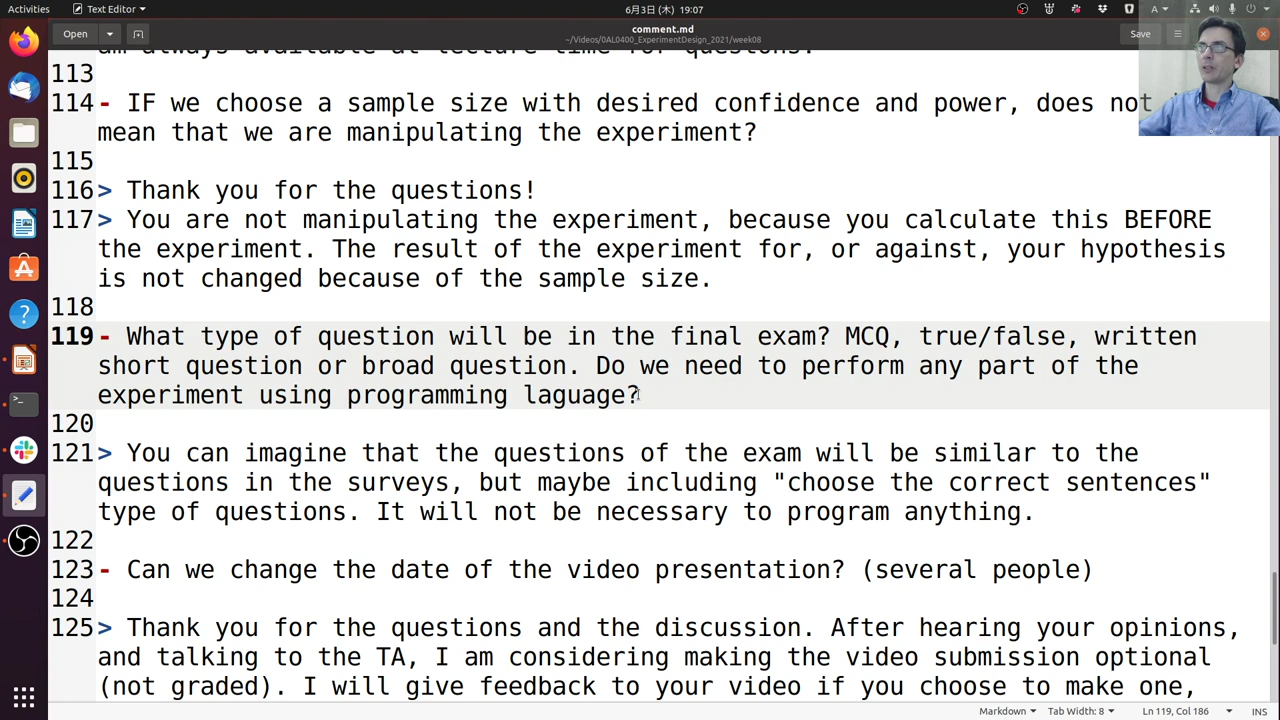 Activities
Text Editor
6月3日 (木) 19:07
A
Open
comment.md
~/Videos/0AL0400_ExperimentDesign_2021/week08
Save
am always available at lecture time for questons.
113
114 - IF we choose a sample size with desired confidence and power, does not
mean that we are manipulating the experiment?
115
116 > Thank you for the questions!
117 > You are not manipulating the experiment, because you calculate this BEFORE
the experiment. The result of the experiment for, or against, your hypothesis
is not changed because of the sample size.
118
119 - What type of question will be in the final exam? MCQ, true/false, written
short question or broad question. Do we need to perform any part of the
experiment using programming laguage?
120
121 > You can imagine that the questions of the exam will be similar to the
questions in the surveys, but maybe including "choose the correct sentences"
type of questions. It will not be necessary to program anything.
122
123 - Can we change the date of the video presentation? (several people)
124
125 > Thank you for the questions and the discussion. After hearing your opinions,
and talking to the TA, I am considering making the video submission optional
(not graded). I will give feedback to your video if you choose to make one,
Markdown
Tab Width: 8
Ln 119, Col 186
INS